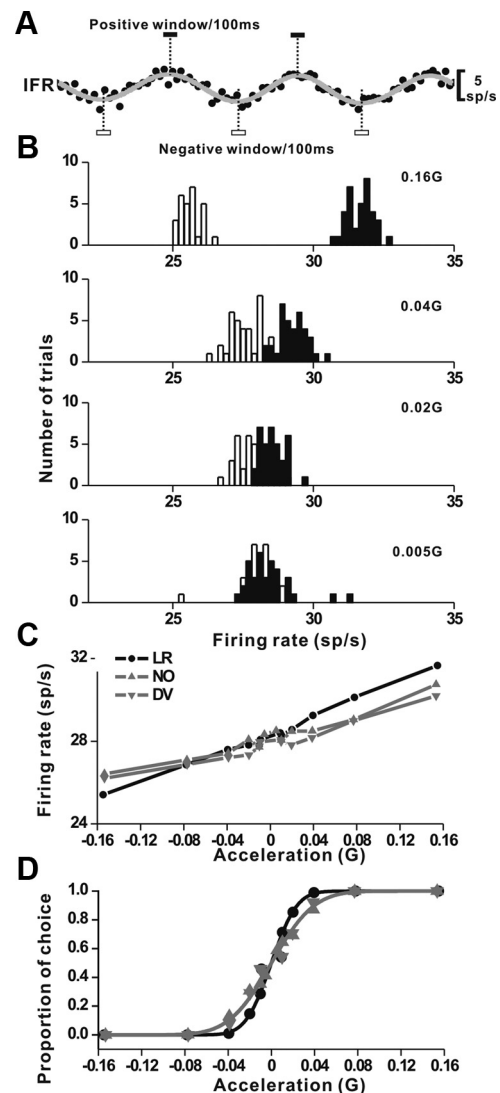 A
Positive window/100ms
IFR
5
sp/s
Negative window/100ms
B
10
5
0
0.16G
25 30 35
10
5
0
0.04G
25 30 35
10
5
0
0.02G
25 30 35
10
5
0
0.005G
25 30 35
Number of trials
Firing rate (sp/s)
C
LR
NO
DV
32
28
24
Firing rate (sp/s)
-0.16 -0.12 -0.08 -0.04 0 0.04 0.08 0.12 0.16
Acceleration (G)
D
1.0
0.8
0.6
0.4
0.2
0.0
Proportion of choice
-0.16 -0.12 -0.08 -0.04 0 0.04 0.08 0.12 0.16
Acceleration (G)